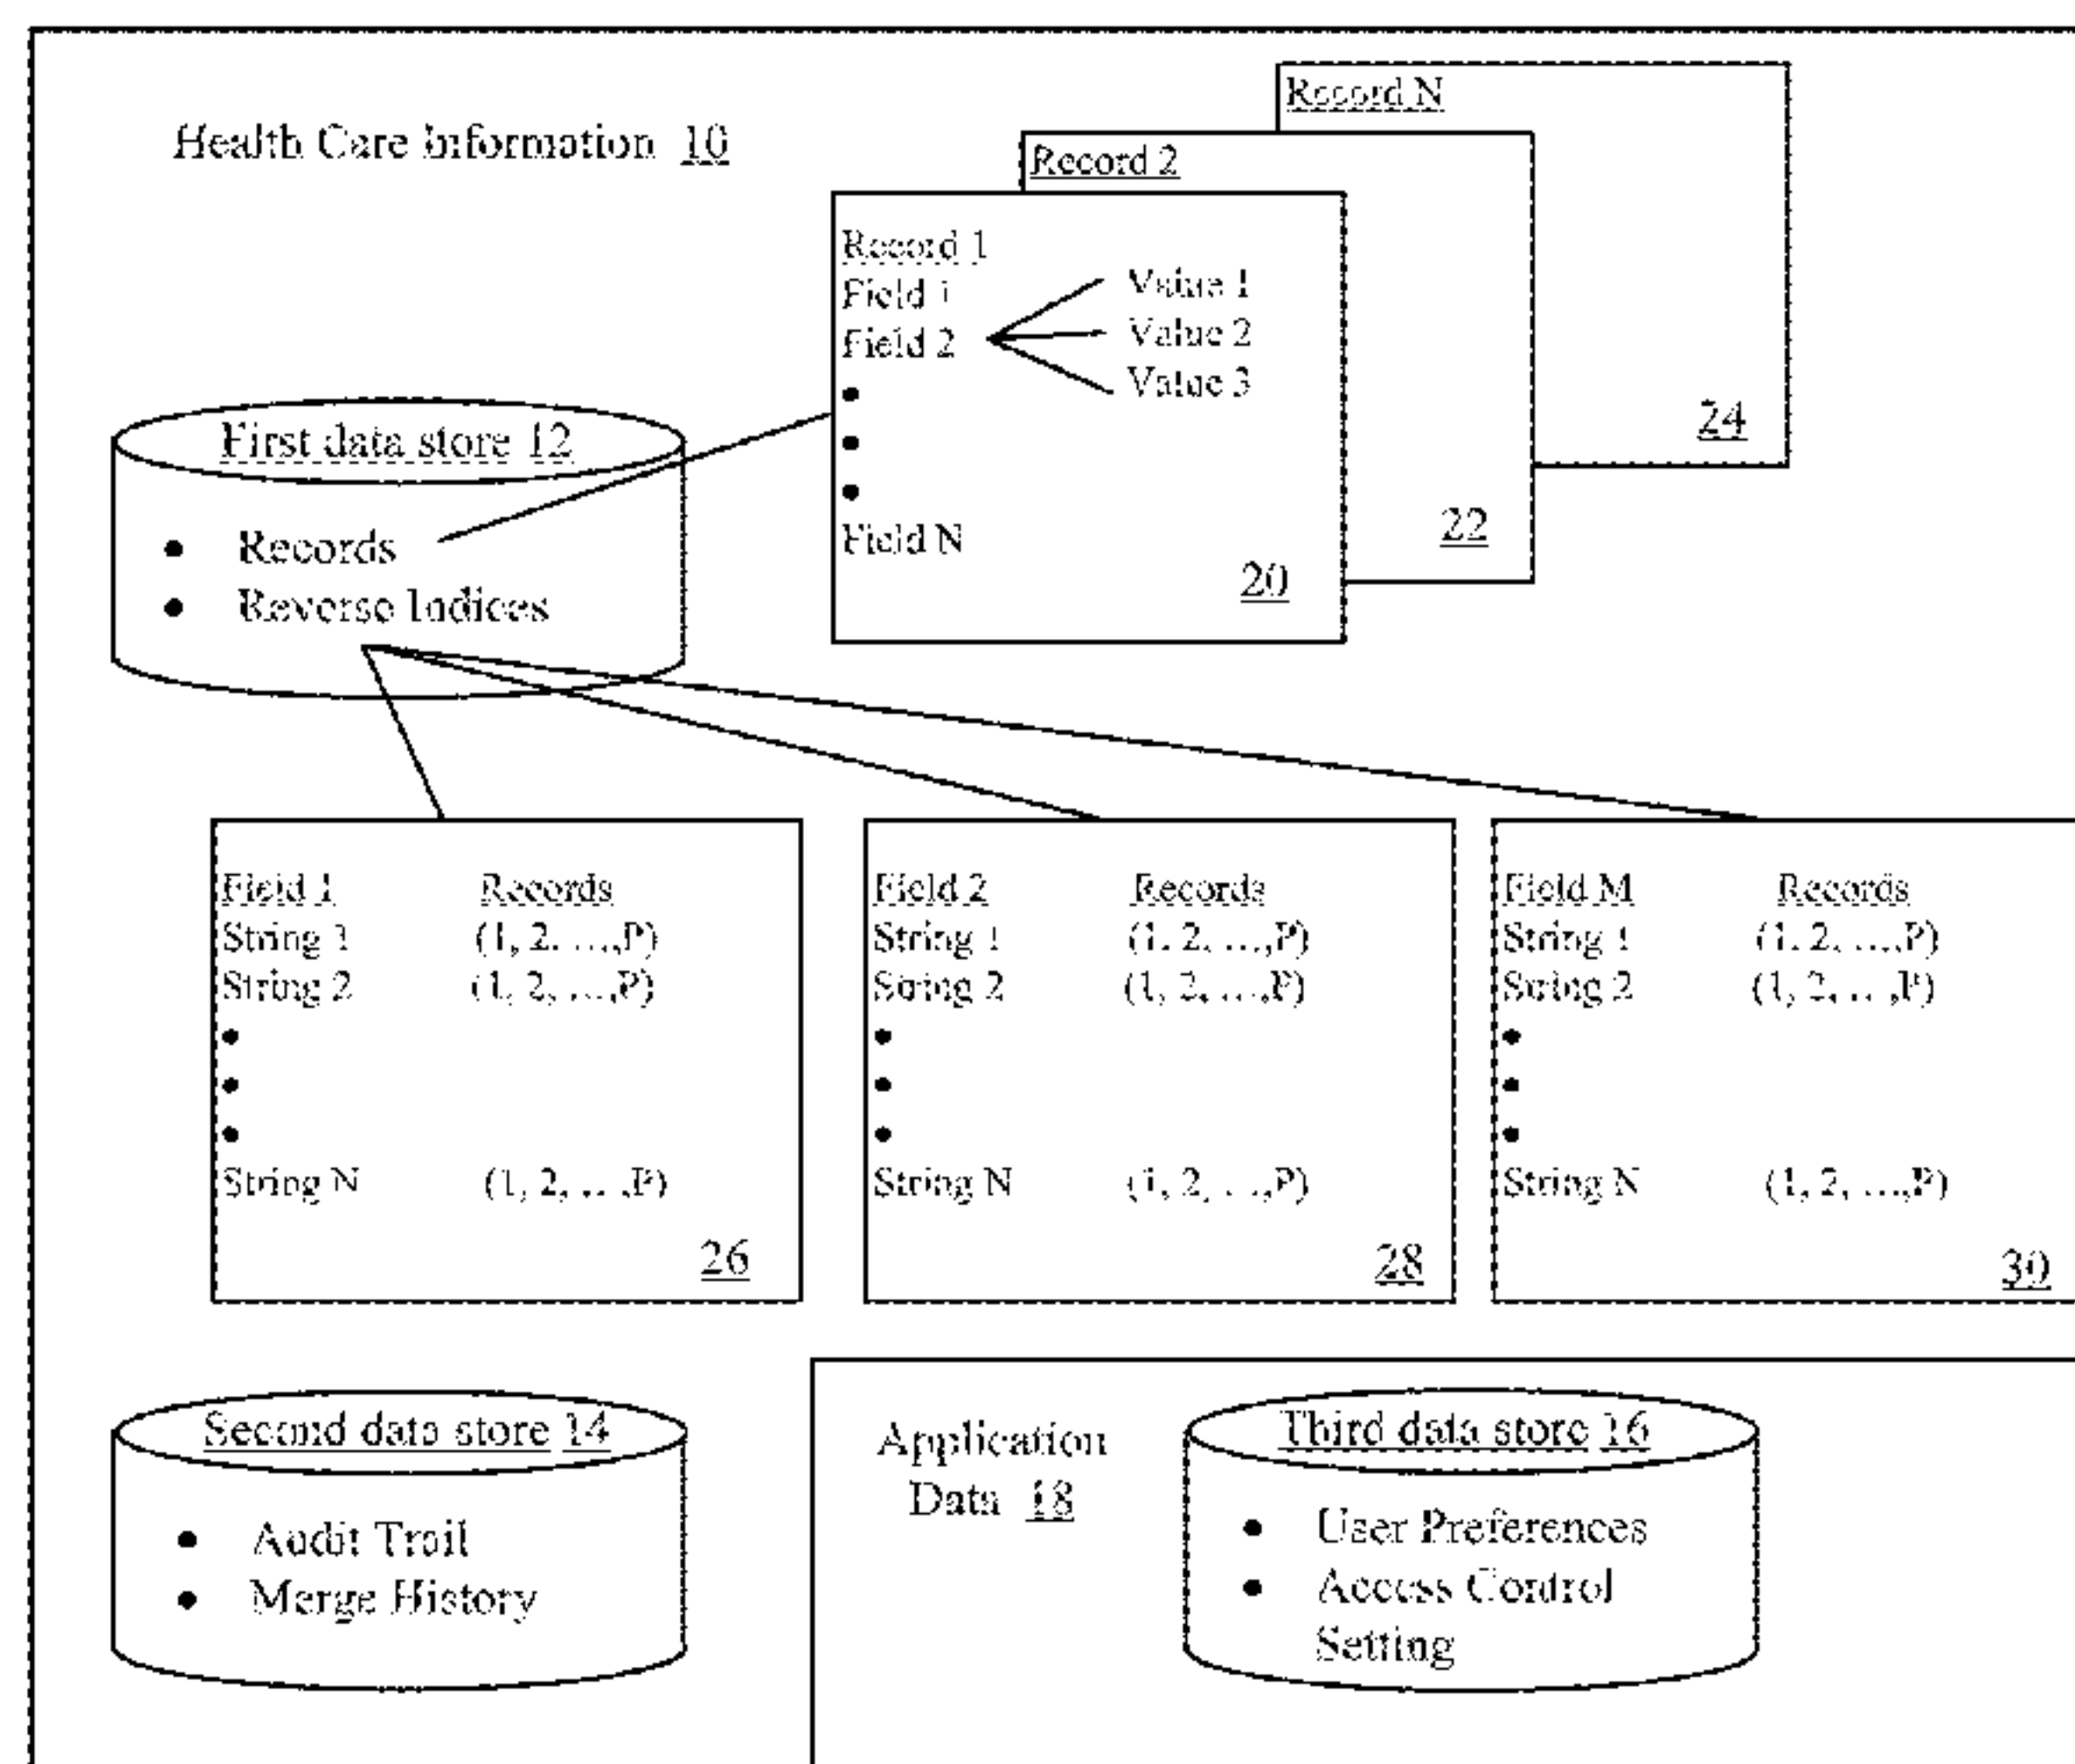 Health Care Information 10
Record N
Record 2
Record 1
Field 1
Field 2
Value 1
Value 2
Value 3
•
•
•
Field N
20
22
24
First data store 12
• Records
• Reverse Indices
Field 1 Records
String 1 (1, 2, ...,P)
String 2 (1, 2, ...,P)
•
•
•
String N (1, 2, ...,P)
26
Field 2 Records
String 1 (1, 2, ...,P)
String 2 (1, 2, ...,P)
•
•
•
String N (1, 2, ...,P)
28
Field M Records
String 1 (1, 2, ...,P)
String 2 (1, 2, ...,P)
•
•
•
String N (1, 2, ...,P)
30
Second data store 14
• Audit Trail
• Merge History
Application
Data 18
Third data store 16
• User Preferences
• Access Control
Setting